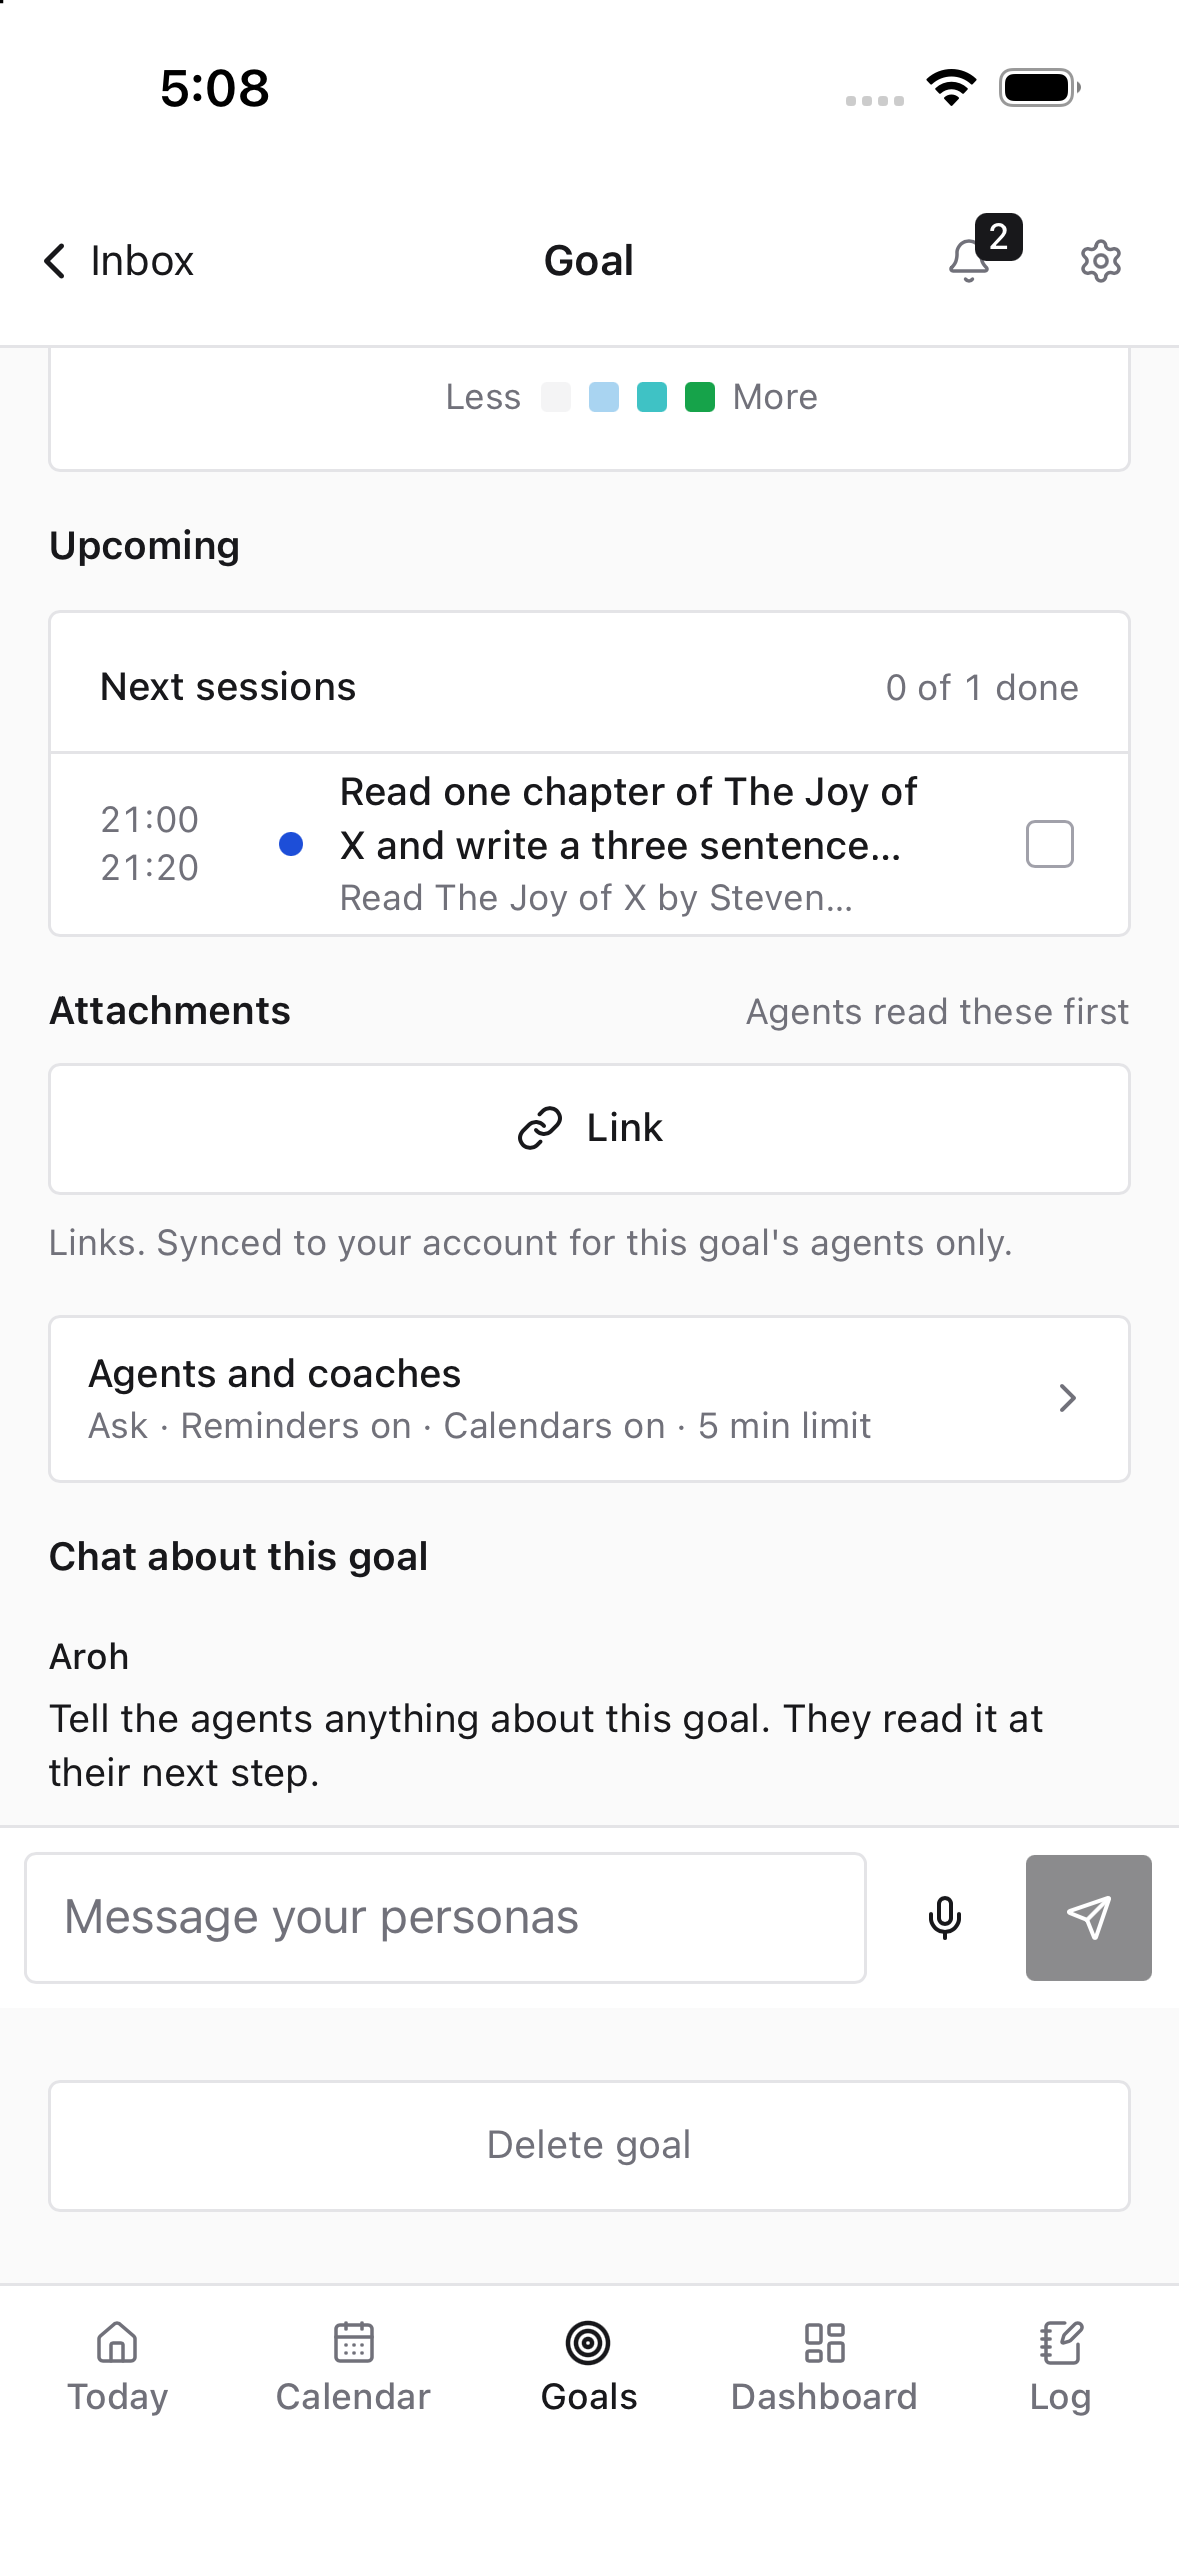 5:08
Inbox
Goal
2
Less
More
Upcoming
Next sessions
0 of 1 done
21:00
21:20
Read one chapter of The Joy of
X and write a three sentence...
Read The Joy of X by Steven...
Attachments
Agents read these first
Link
Links. Synced to your account for this goal's agents only.
Agents and coaches
Ask · Reminders on · Calendars on · 5 min limit
Chat about this goal
Aroh
Tell the agents anything about this goal. They read it at
their next step.
Message your personas
Delete goal
Today
Calendar
Goals
Dashboard
Log